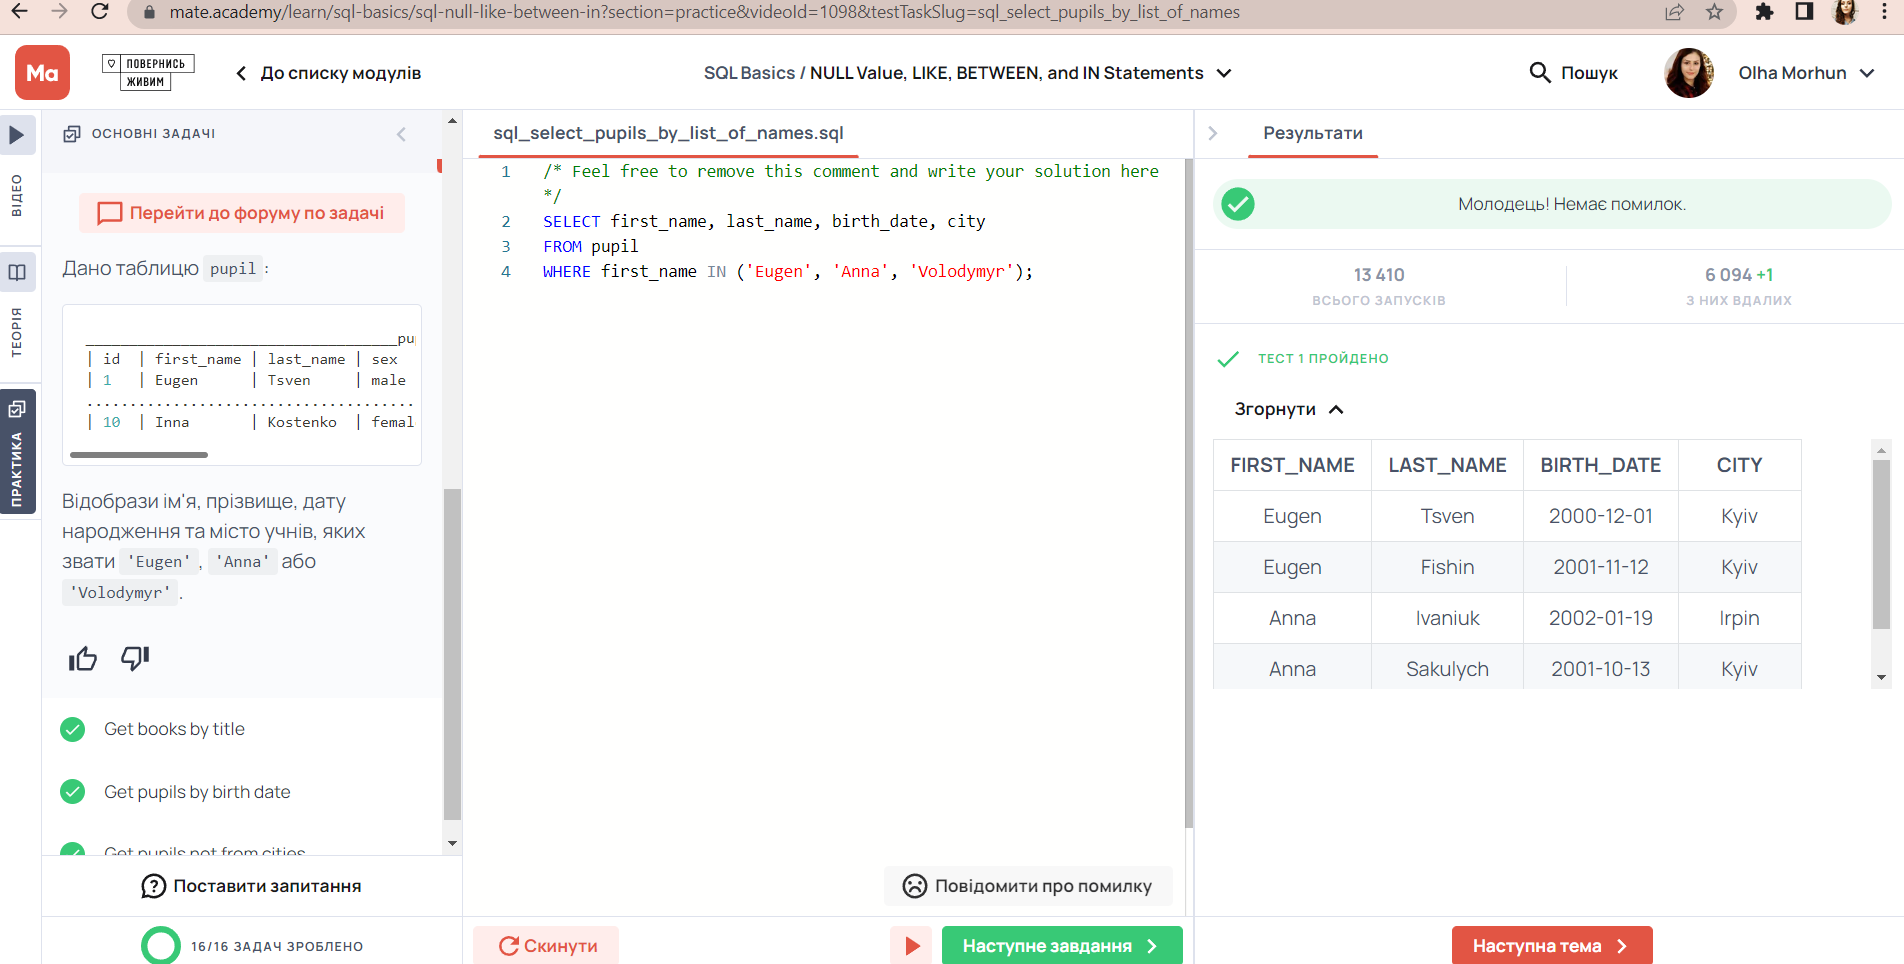 mate.academy/learn/sql-basics/sql-null-like-between-in?section=practice&videoId=1098&testTaskSlug=sql_select_pupils_by_list_of_names
Ma
ПОВЕРНИСЬ
ЖИВИМ
До списку модулів
SQL Basics / NULL Value, LIKE, BETWEEN, and IN Statements
Пошук
Olha Morhun
ВІДЕО
ТЕОРІЯ
ПРАКТИКА
ОСНОВНІ ЗАДАЧІ
Перейти до форуму по задачі
Дано таблицю pupil :
____________________________________pu
| id | first_name | last_name | sex
| 1 | Eugen | Tsven | male
......................................
| 10 | Inna | Kostenko | femal
Відобрази ім'я, прізвище, дату
народження та місто учнів, яких
звати 'Eugen' , 'Anna' або
'Volodymyr' .
Get books by title
Get pupils by birth date
Get pupils not from cities
Поставити запитання
16/16 ЗАДАЧ ЗРОБЛЕНО
sql_select_pupils_by_list_of_names.sql
1 /* Feel free to remove this comment and write your solution here
*/
2 SELECT first_name, last_name, birth_date, city
3 FROM pupil
4 WHERE first_name IN ('Eugen', 'Anna', 'Volodymyr');
Повідомити про помилку
Скинути
Наступне завдання
Результати
Молодець! Немає помилок.
13 410
ВСЬОГО ЗАПУСКІВ
6 094 +1
З НИХ ВДАЛИХ
ТЕСТ 1 ПРОЙДЕНО
Згорнути
FIRST_NAME LAST_NAME BIRTH_DATE CITY
Eugen Tsven 2000-12-01 Kyiv
Eugen Fishin 2001-11-12 Kyiv
Anna Ivaniuk 2002-01-19 Irpin
Anna Sakulych 2001-10-13 Kyiv
Наступна тема